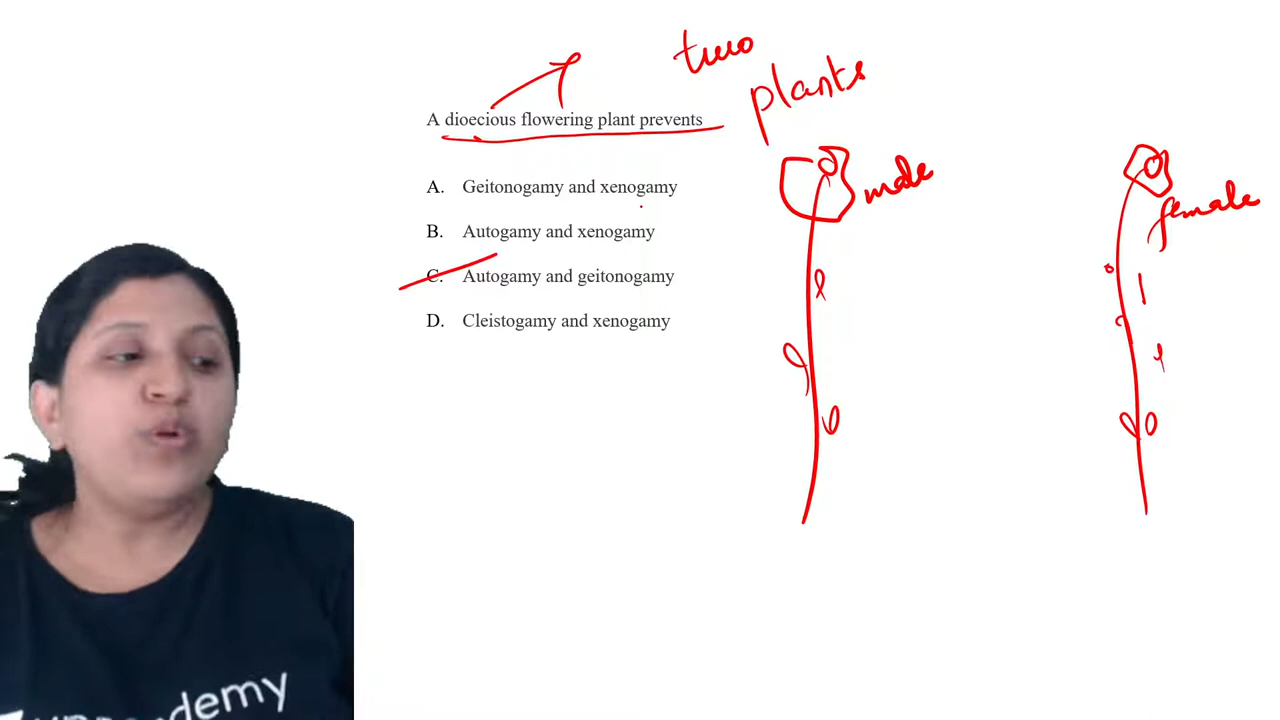 two
plants
A dioecious flowering plant prevents
A. Geitonogamy and xenogamy
male
B. Autogamy and xenogamy
female
C. Autogamy and geitonogamy
D. Cleistogamy and xenogamy